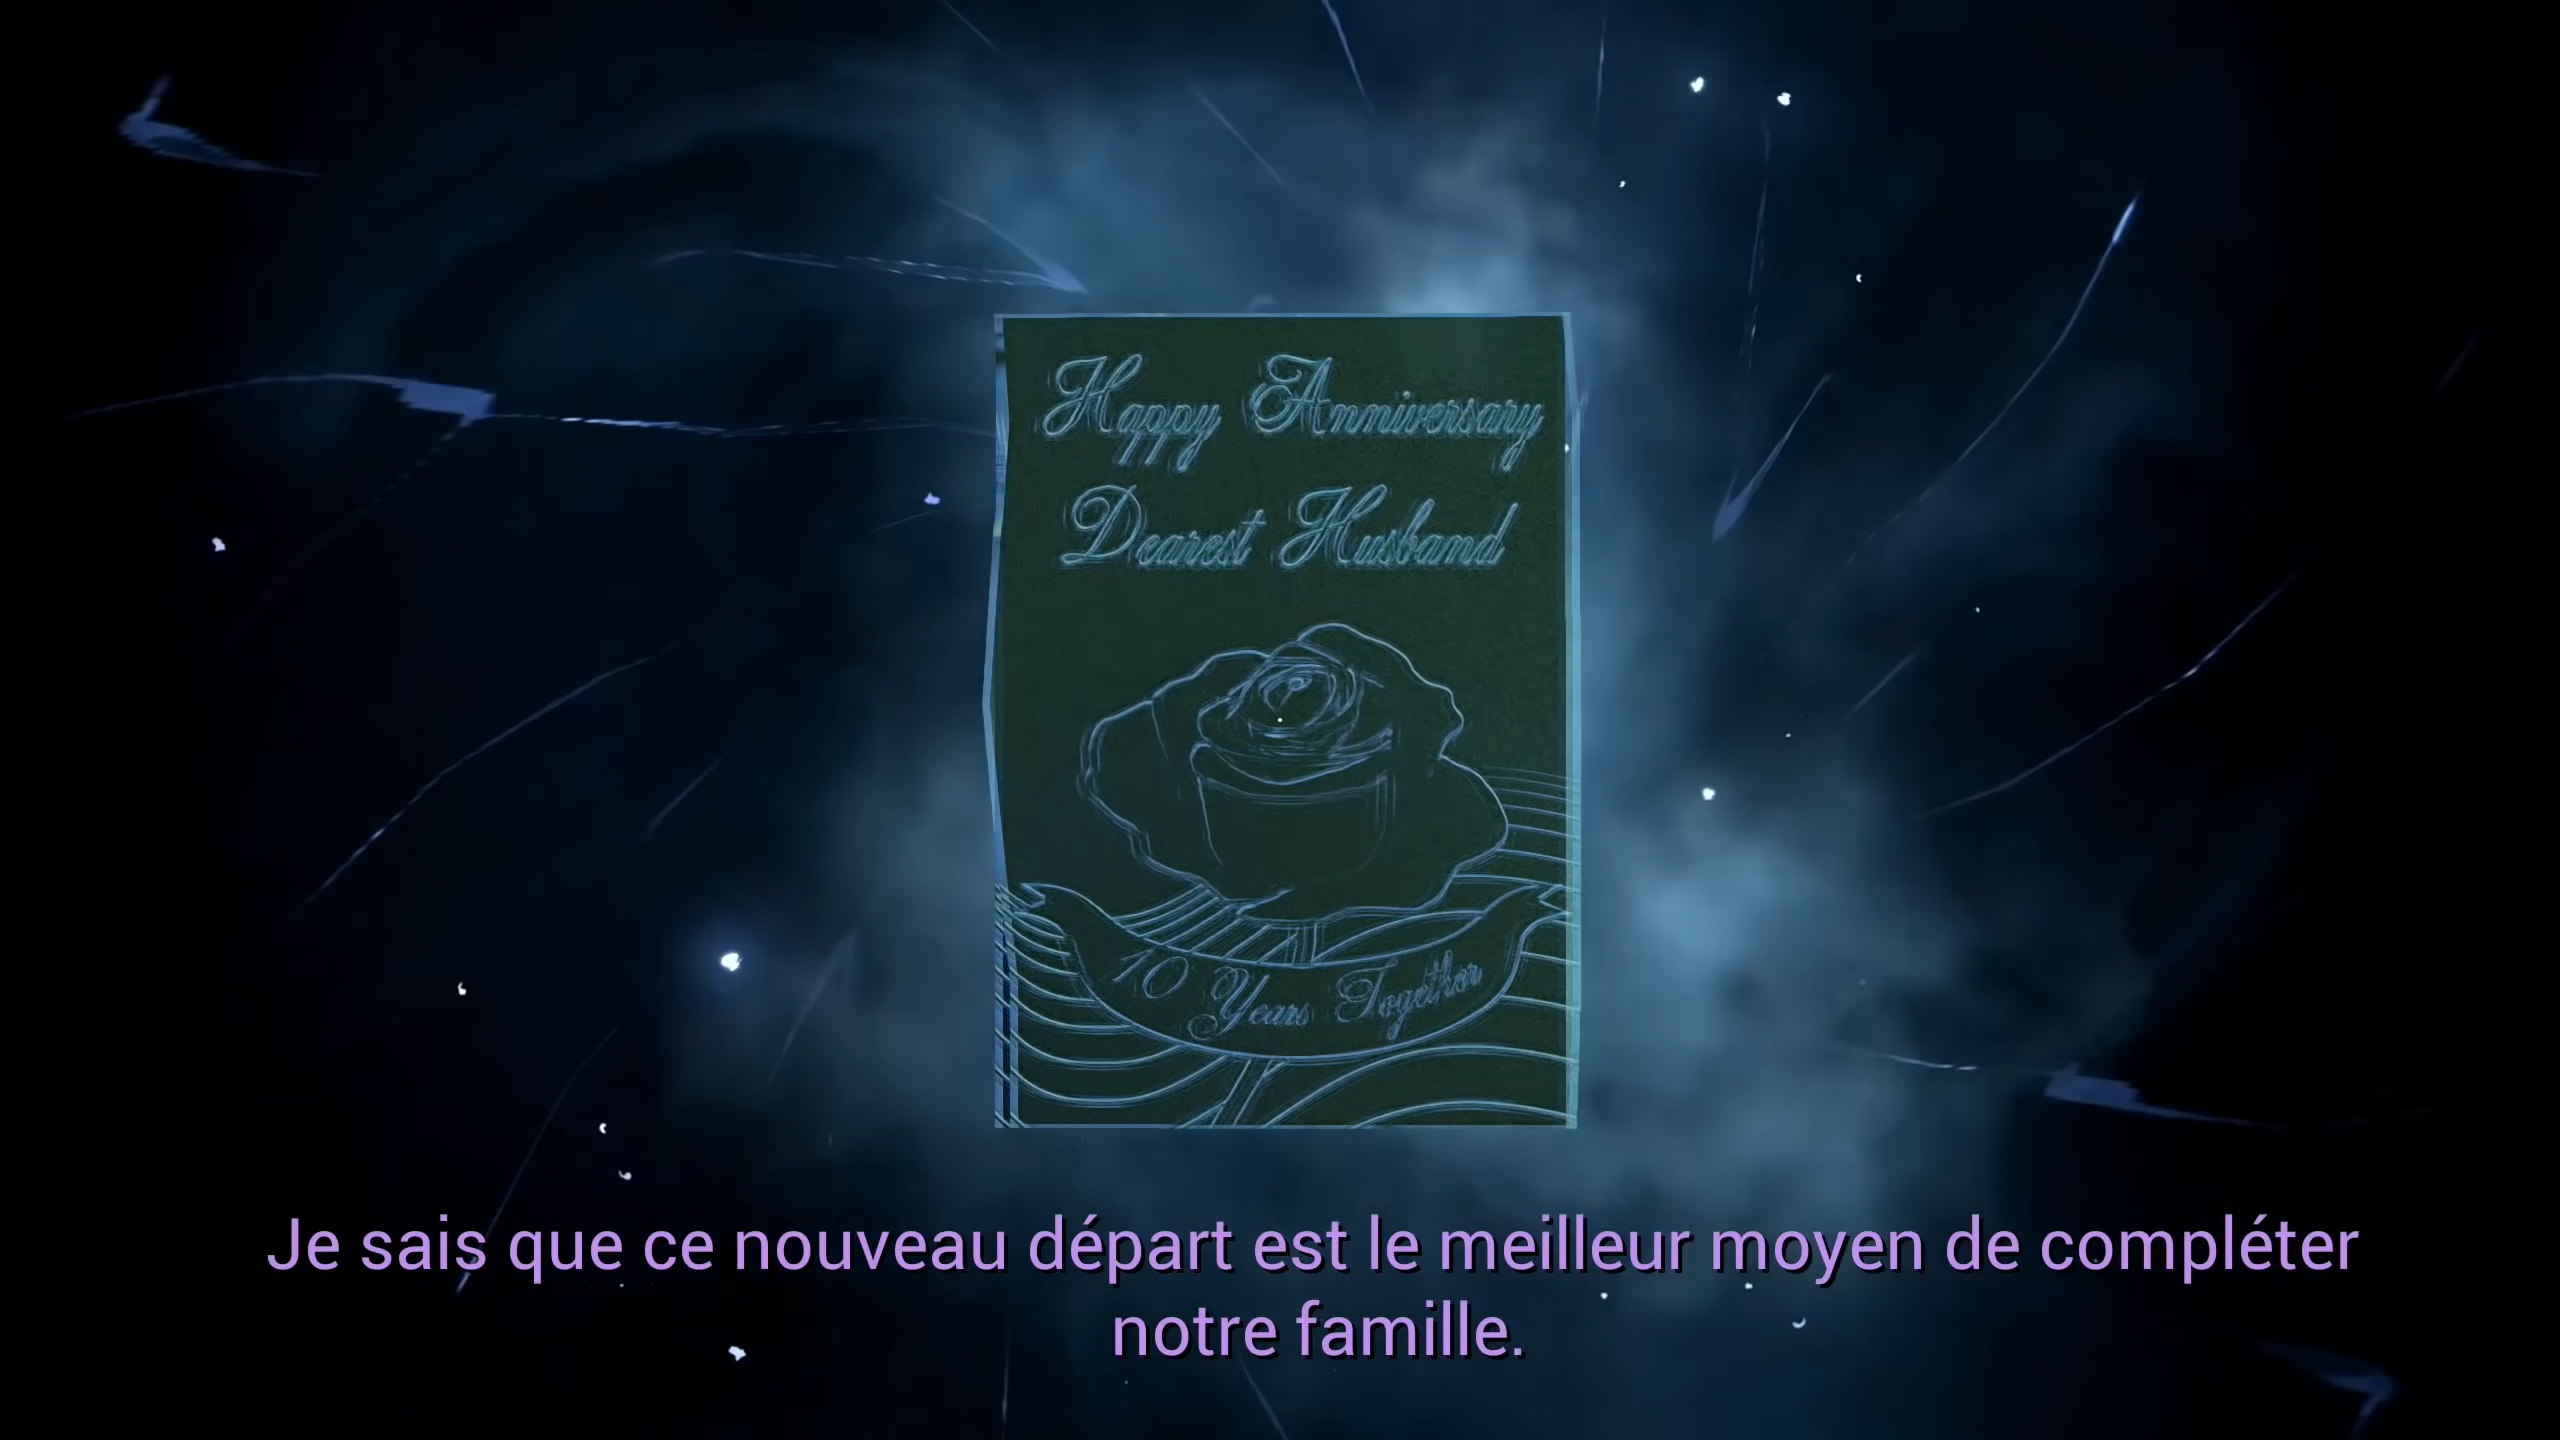 Happy Anniversary
Dearest Husband
10 Years Together
Je sais que ce nouveau départ est le meilleur moyen de compléter
notre famille.